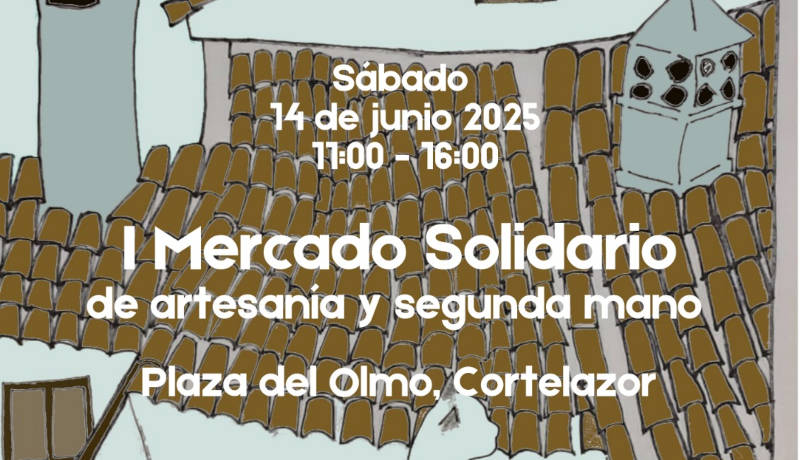 Sábado
14 de junio 2025
11:00 - 16:00
I Mercado Solidario
de artesanía y segunda mano
Plaza del Olmo, Cortelazor